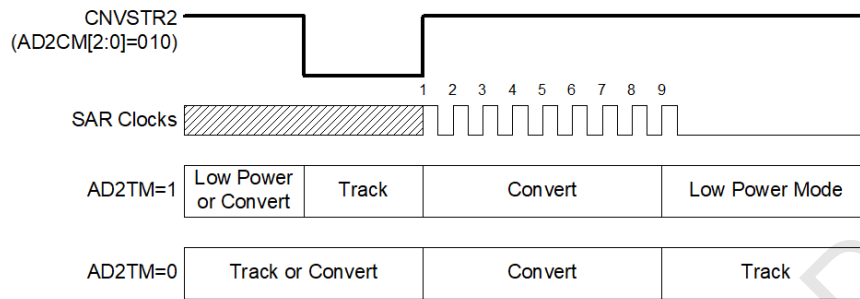 CNVSTR2
(AD2CM[2:0]=010)
1 2 3 4 5 6 7 8 9
SAR Clocks
AD2TM=1
Low Power
or Convert
Track
Convert
Low Power Mode
AD2TM=0
Track or Convert
Convert
Track